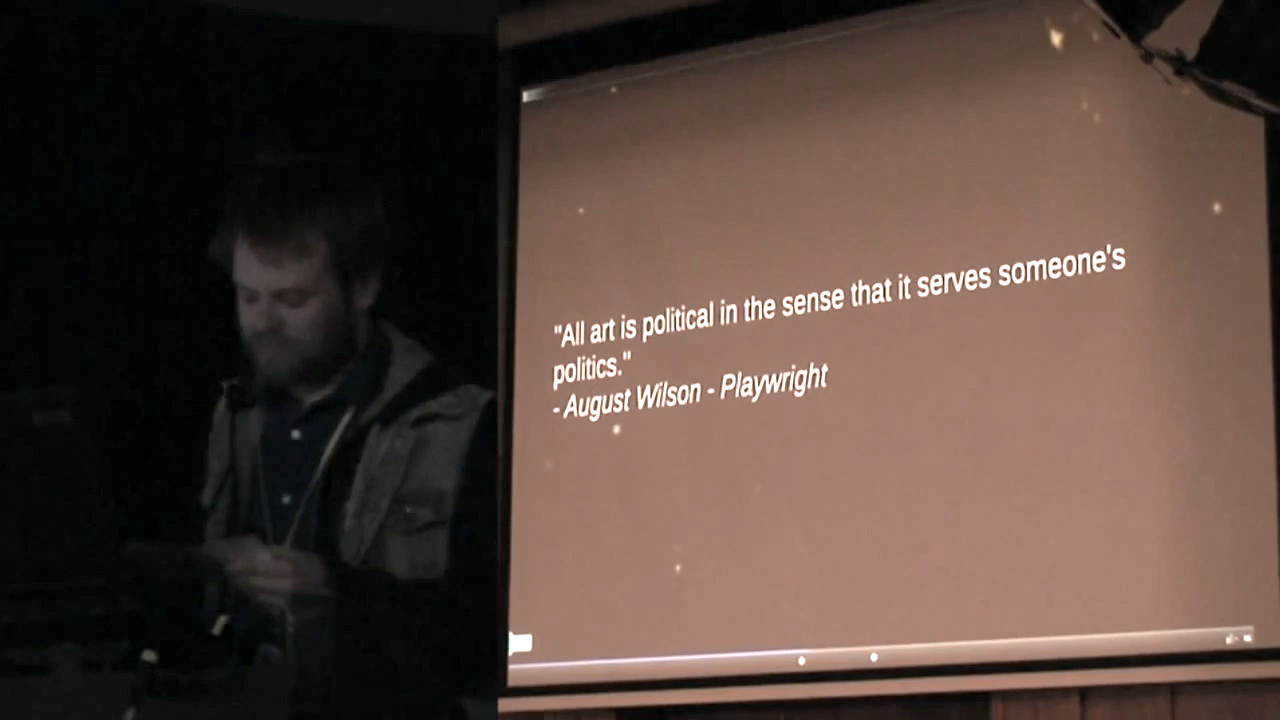 "All art is political in the sense that it serves someone's
politics."
- August Wilson - Playwright